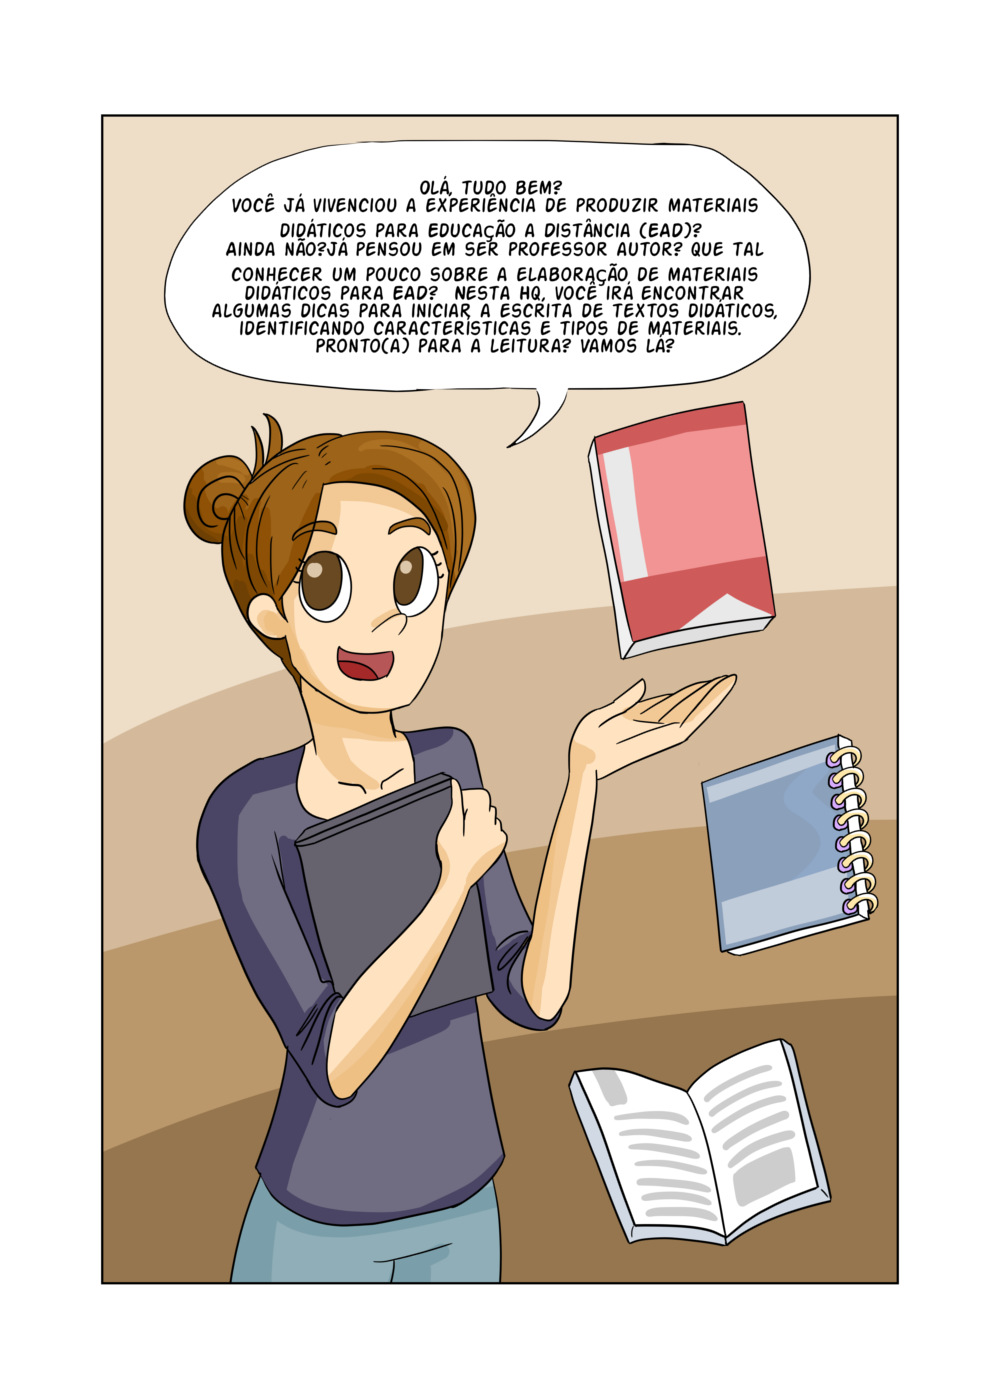 OLÁ, TUDO BEM?
VOCÊ JÁ VIVENCIOU A EXPERIÊNCIA DE PRODUZIR MATERIAIS
DIDÁTICOS PARA EDUCAÇÃO A DISTÂNCIA (EAD)?
AINDA NÃO?JÁ PENSOU EM SER PROFESSOR AUTOR? QUE TAL
CONHECER UM POUCO SOBRE A ELABORAÇÃO DE MATERIAIS
DIDÁTICOS PARA EAD? NESTA HQ, VOCÊ IRÁ ENCONTRAR
ALGUMAS DICAS PARA INICIAR A ESCRITA DE TEXTOS DIDÁTICOS,
IDENTIFICANDO CARACTERÍSTICAS E TIPOS DE MATERIAIS.
PRONTO(A) PARA A LEITURA? VAMOS LÁ?